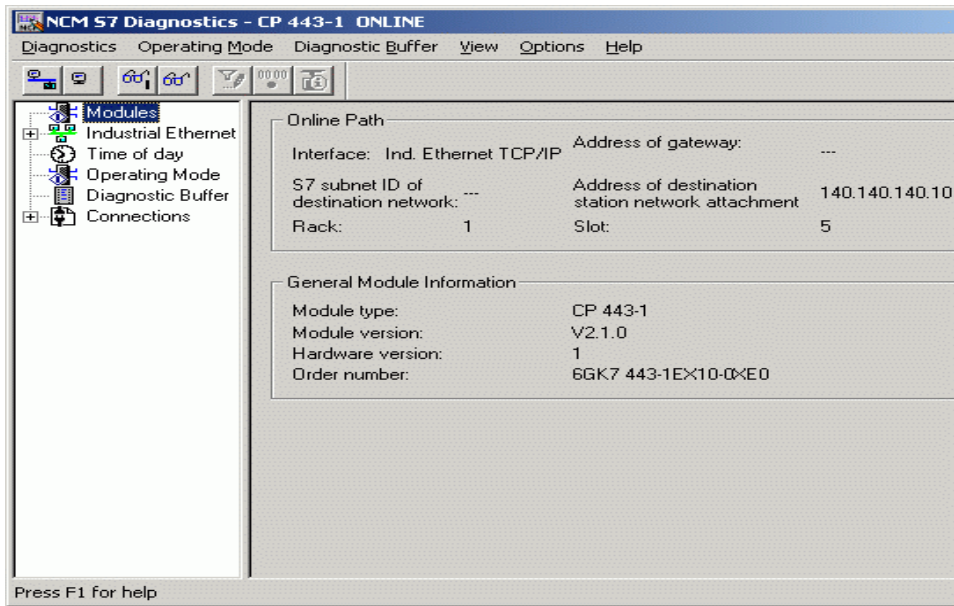 NCM S7 Diagnostics - CP 443-1 ONLINE
Diagnostics Operating Mode Diagnostic Buffer View Options Help
Modules
Industrial Ethernet
Time of day
Operating Mode
Diagnostic Buffer
Connections
Online Path
Interface: Ind. Ethernet TCP/IP
Address of gateway: ---
S7 subnet ID of
destination network: ---
Address of destination
station network attachment 140.140.140.10
Rack: 1
Slot: 5
General Module Information
Module type: CP 443-1
Module version: V2.1.0
Hardware version: 1
Order number: 6GK7 443-1EX10-0XE0
Press F1 for help